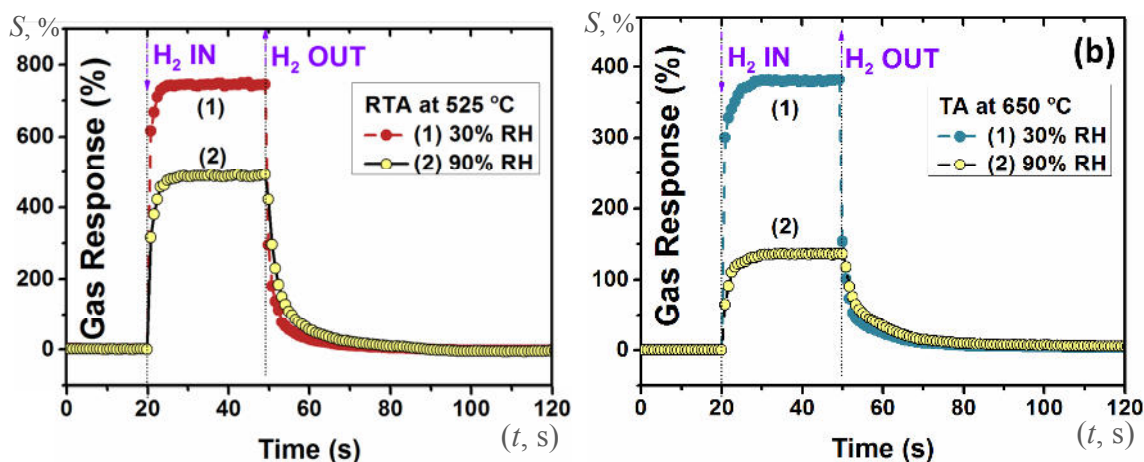 S, %
800
600
400
200
0
Gas Response (%)
H₂ IN
H₂ OUT
(1)
(2)
RTA at 525 °C
(1) 30% RH
(2) 90% RH
0 20 40 60 80 100 120
Time (s)
(t, s)
S, %
400
300
200
100
0
Gas Response (%)
H₂ IN
H₂ OUT
(b)
(1)
(2)
TA at 650 °C
(1) 30% RH
(2) 90% RH
0 20 40 60 80 100 120
Time (s)
(t, s)